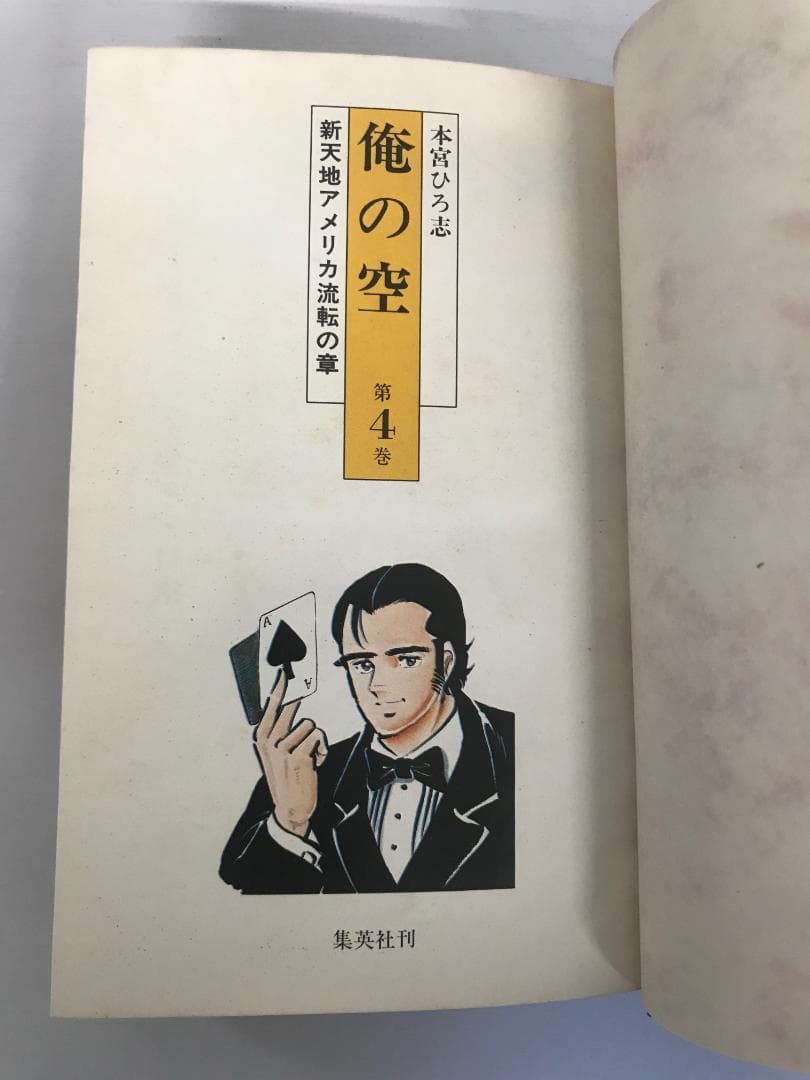 本宮ひろ志
俺の空
第4巻
新天地アメリカ流転の章
A
A
集英社刊